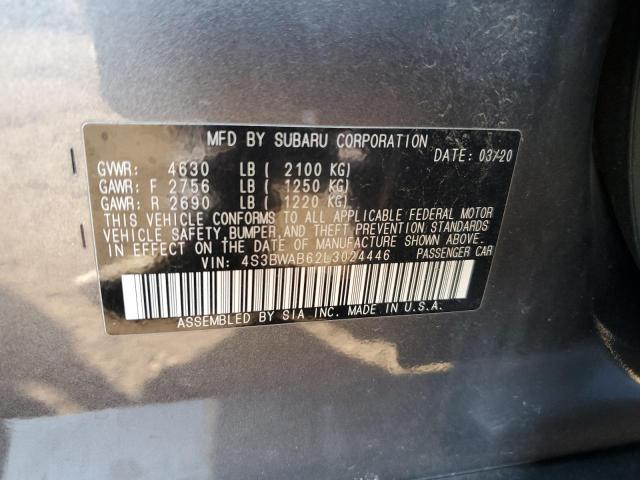 MFD BY SUBARU CORPORATION
DATE: 03/20
GVWR: 4630 LB ( 2100 KG)
GAWR: F 2756 LB ( 1250 KG)
GAWR: R 2690 LB ( 1220 KG)
THIS VEHICLE CONFORMS TO ALL APPLICABLE FEDERAL MOTOR
VEHICLE SAFETY, BUMPER, AND THEFT PREVENTION STANDARDS
IN EFFECT ON THE DATE OF MANUFACTURE SHOWN ABOVE.
VIN: 4S3BWAB62L3024446 PASSENGER CAR
ASSEMBLED BY SIA INC. MADE IN U.S.A.